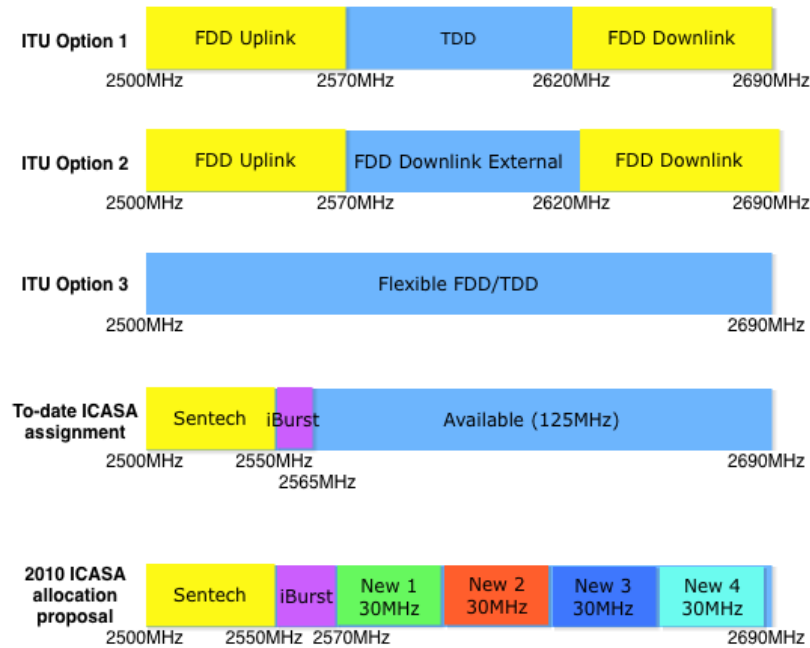 ITU Option 1
FDD Uplink
TDD
FDD Downlink
2500MHz
2570MHz
2620MHz
2690MHz
ITU Option 2
FDD Uplink
FDD Downlink External
FDD Downlink
2500MHz
2570MHz
2620MHz
2690MHz
ITU Option 3
Flexible FDD/TDD
2500MHz
2690MHz
To-date ICASA
assignment
Sentech
iBurst
Available (125MHz)
2500MHz
2550MHz
2565MHz
2690MHz
2010 ICASA
allocation
proposal
Sentech
iBurst
New 1
30MHz
New 2
30MHz
New 3
30MHz
New 4
30MHz
2500MHz
2550MHz
2570MHz
2690MHz